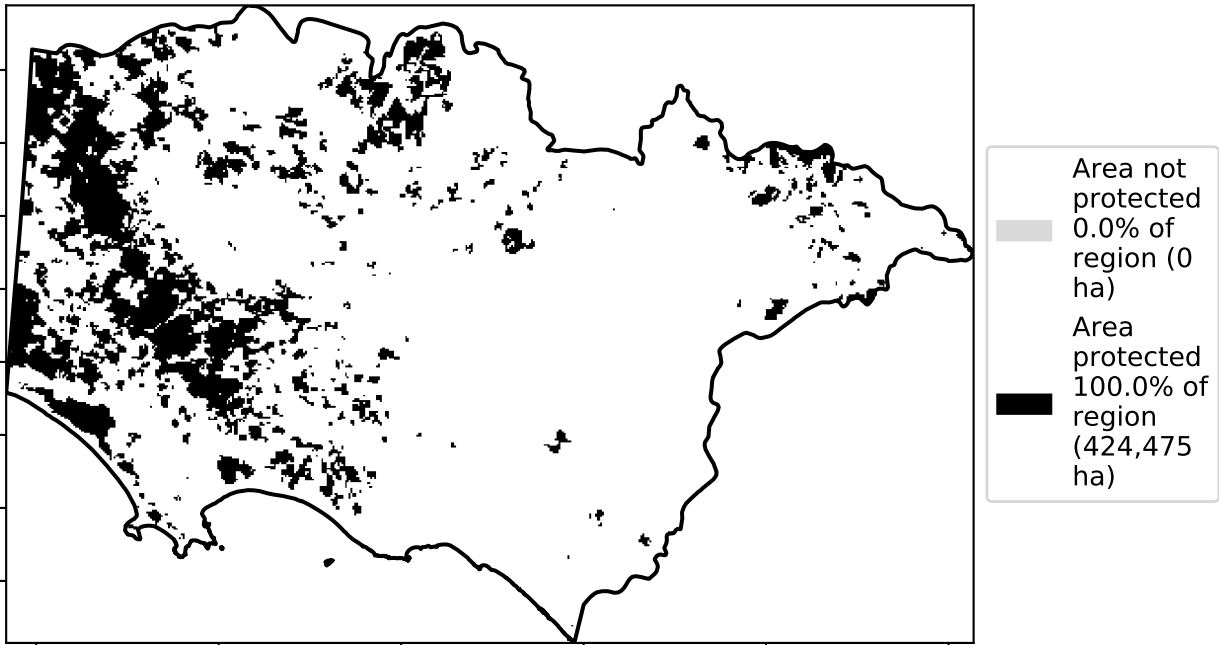 Area not
protected
0.0% of
region (0
ha)
Area
protected
100.0% of
region
(424,475
ha)